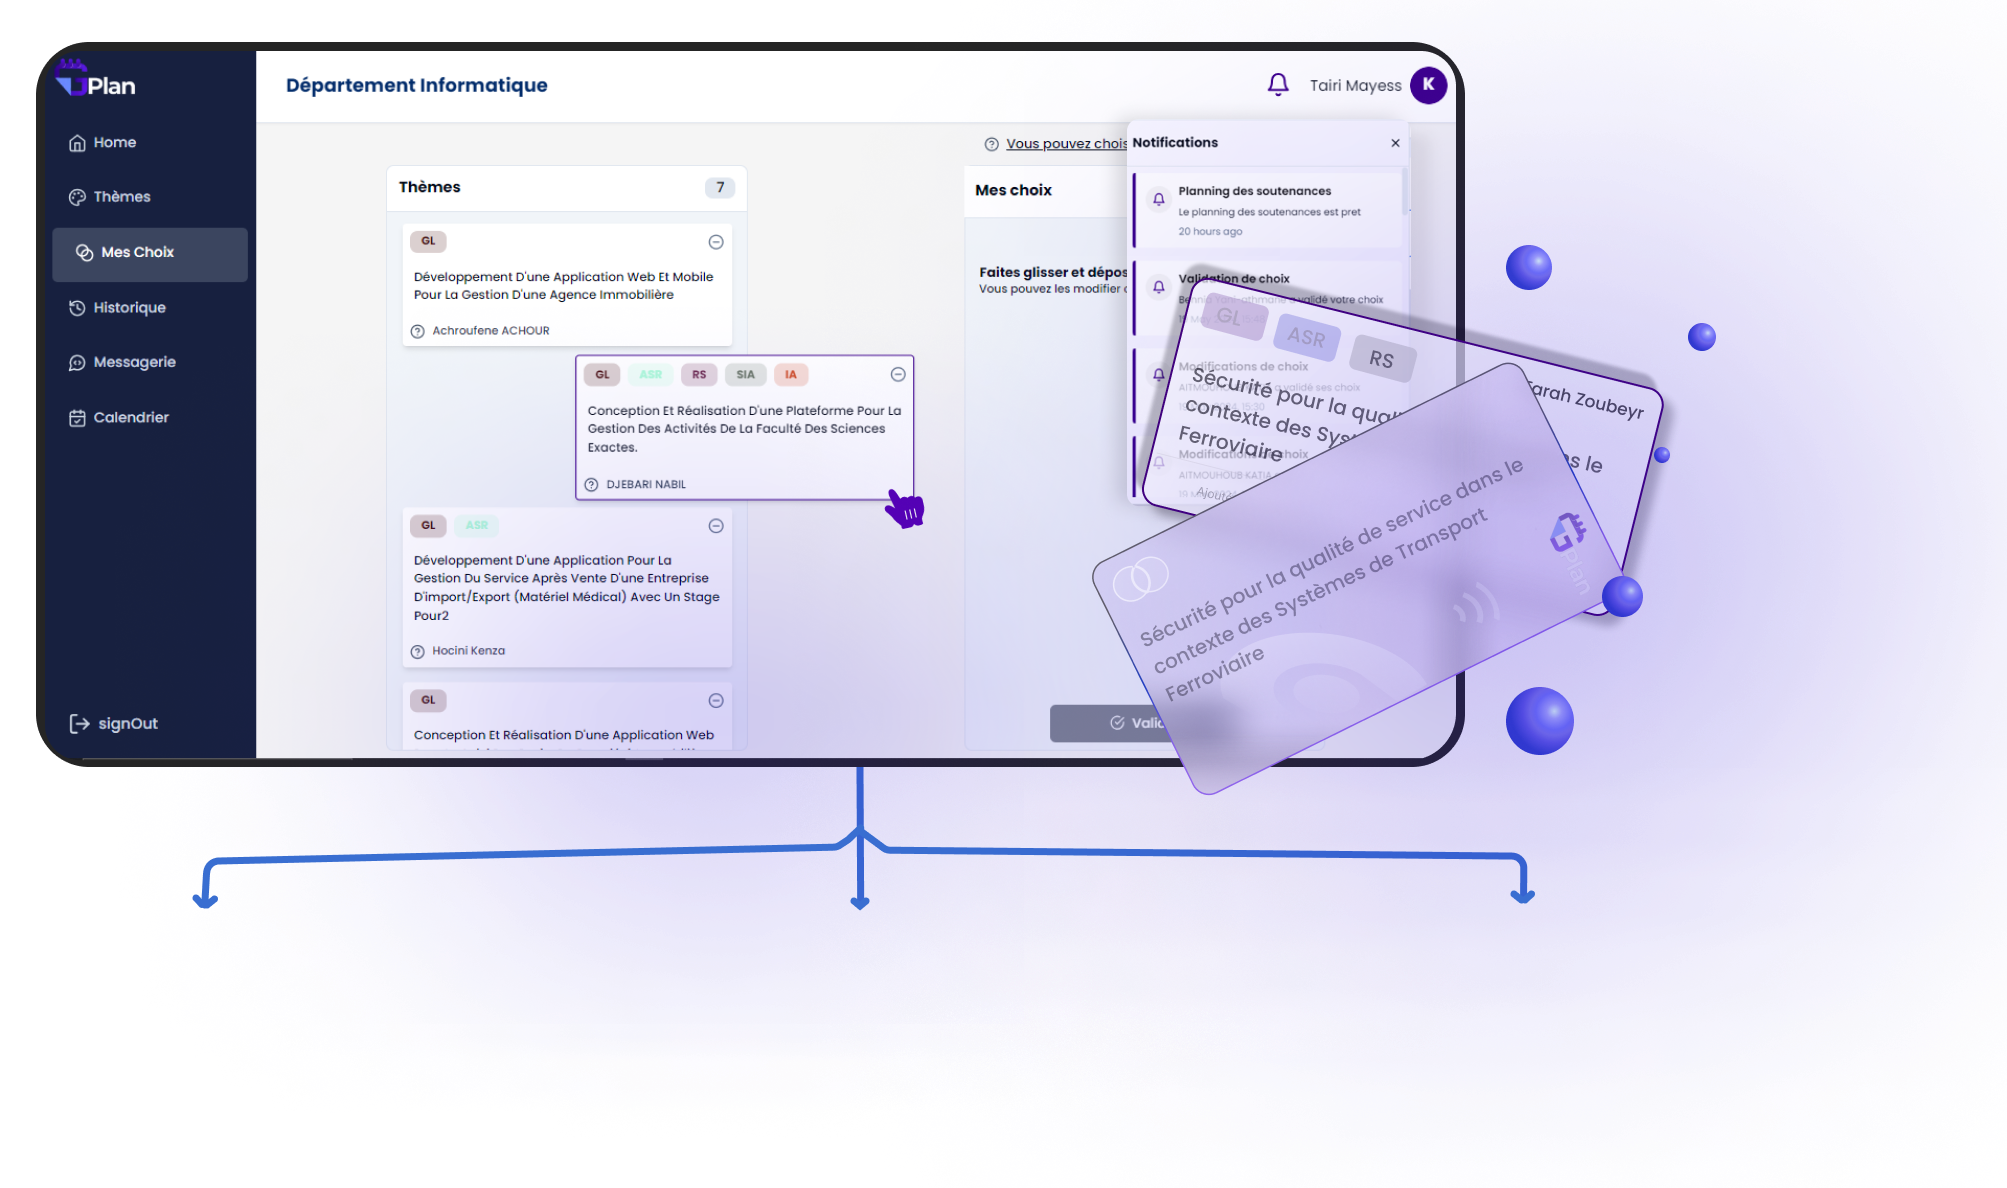 Plan
Home
Thèmes
Mes Choix
Historique
Messagerie
Calendrier
signOut
Département Informatique
Tairi Mayess
K
Vous pouvez chois
Thèmes
7
GL
Développement D'une Application Web Et Mobile
Pour La Gestion D'une Agence Immobilière
Achroufene ACHOUR
GL ASR RS SIA IA
Conception Et Réalisation D'une Plateforme Pour La
Gestion Des Activités De La Faculté Des Sciences
Exactes.
DJEBARI NABIL
GL ASR
Développement D'une Application Pour La
Gestion Du Service Après Vente D'une Entreprise
D'import/Export (Matériel Médical) Avec Un Stage
Pour2
Hocini Kenza
GL
Conception Et Réalisation D'une Application Web
Mes choix
Faites glisser et dépos
Vous pouvez les modifier
Valid
Notifications
Planning des soutenances
Le planning des soutenances est pret
20 hours ago
Validation de choix
validé votre choix
Modifications de choix
a validé ses choix
Modifications de choix
AITMOUHOUB KATIA
GL ASR RS
Sécurité pour la qual
contexte des Sys
Ferroviaire
Ajouté
arah Zoubeyr
s le
Sécurité pour la qualité de service dans le
contexte des Systèmes de Transport
Ferroviaire
Plan